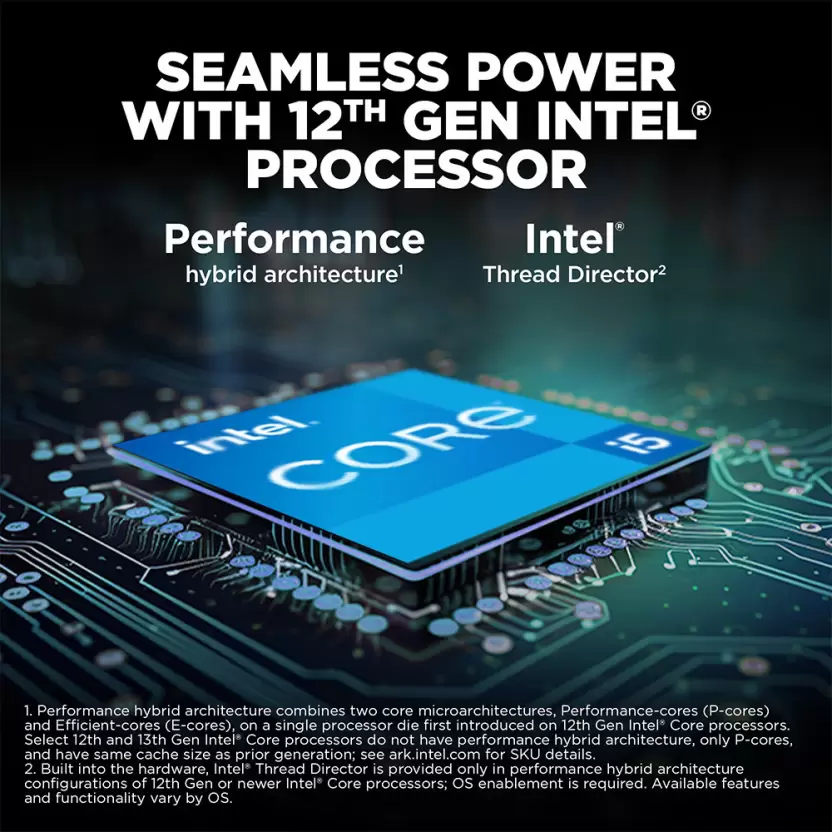 SEAMLESS POWER
WITH 12TH GEN INTEL®
PROCESSOR
Performance
hybrid architecture¹
Intel®
Thread Director²
intel.
CORE
i5
1. Performance hybrid architecture combines two core microarchitectures, Performance-cores (P-cores)
and Efficient-cores (E-cores), on a single processor die first introduced on 12th Gen Intel® Core processors.
Select 12th and 13th Gen Intel® Core processors do not have performance hybrid architecture, only P-cores,
and have same cache size as prior generation; see ark.intel.com for SKU details.
2. Built into the hardware, Intel® Thread Director is provided only in performance hybrid architecture
configurations of 12th Gen or newer Intel® Core processors; OS enablement is required. Available features
and functionality vary by OS.